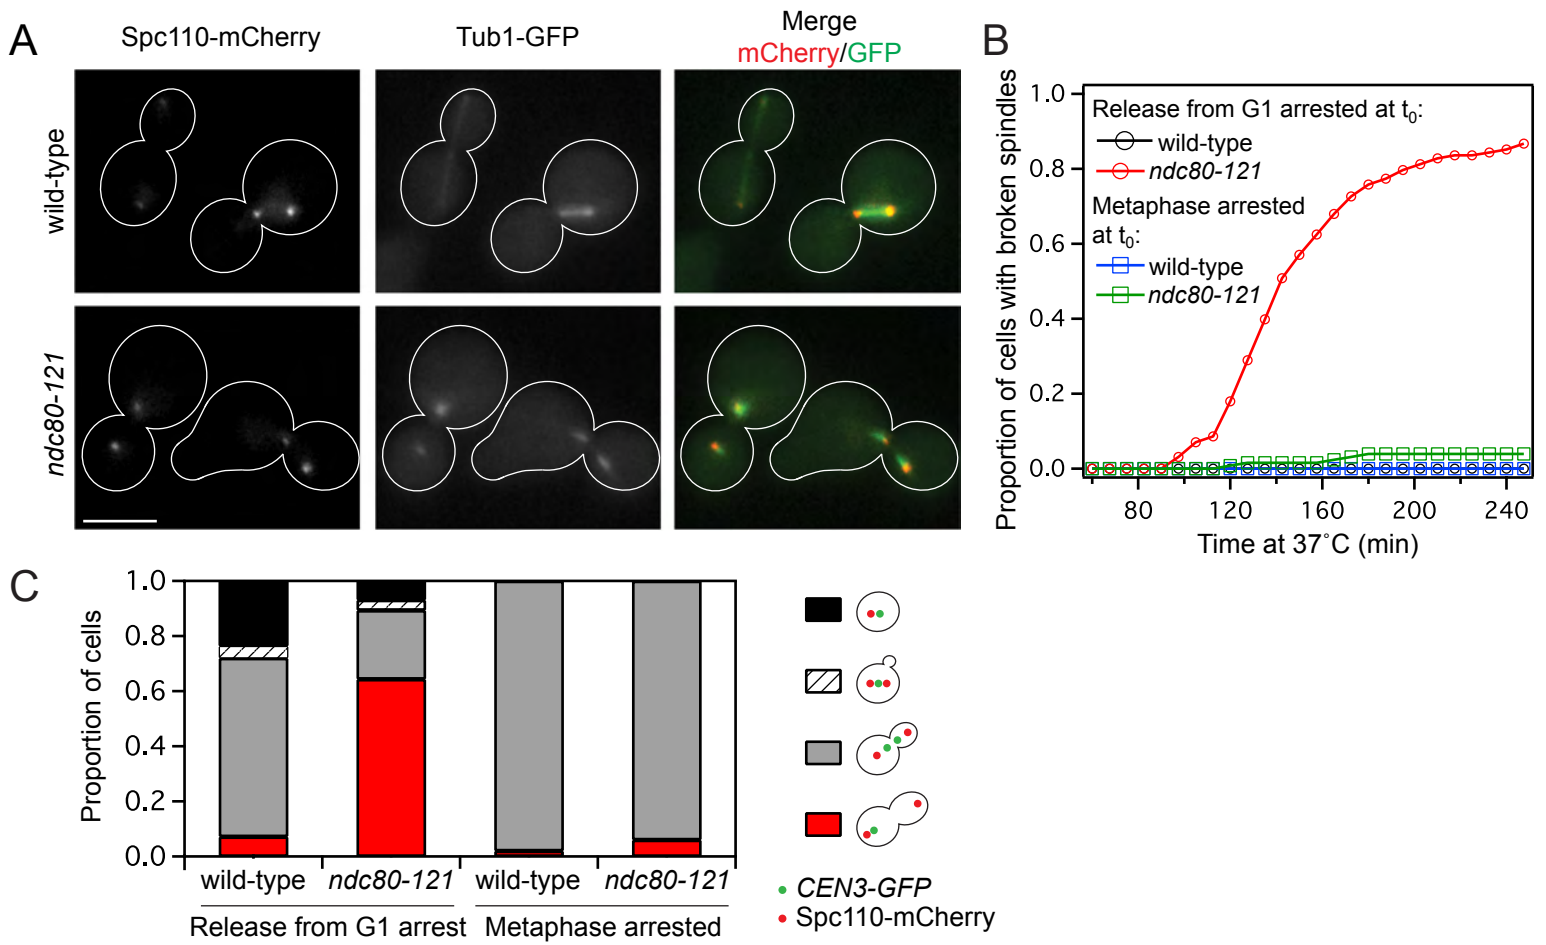 A
Spc110-mCherry
Tub1-GFP
Merge
mCherry/GFP
wild-type
ndc80-121
B
Proportion of cells with broken spindles
1.0
0.8
0.6
0.4
0.2
0.0
Release from G1 arrested at t0:
wild-type
ndc80-121
Metaphase arrested
at t0:
wild-type
ndc80-121
80
120
160
200
240
Time at 37˚C (min)
C
Proportion of cells
1.0
0.8
0.6
0.4
0.2
0.0
wild-type
ndc80-121
wild-type
ndc80-121
Release from G1 arrest
Metaphase arrested
CEN3-GFP
Spc110-mCherry